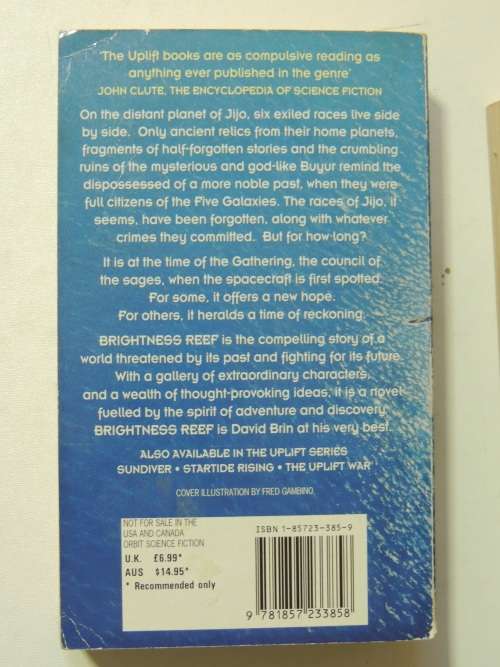 'The Uplift books are as compulsive reading as
anything ever published in the genre'
JOHN CLUTE, THE ENCYCLOPEDIA OF SCIENCE FICTION
On the distant planet of Jijo, six exiled races live side
by side. Only ancient relics from their home planets,
fragments of half-forgotten stories and the crumbling
ruins of the mysterious and god-like Buyur remind the
dispossessed of a more noble past, when they were
full citizens of the Five Galaxies. The races of Jijo, it
seems, have been forgotten, along with whatever
crimes they committed. But for how long?
It is at the time of the Gathering, the council of
the sages, when the spacecraft is first spotted.
For some, it offers a new hope.
For others, it heralds a time of reckoning.
BRIGHTNESS REEF is the compelling story of a
world threatened by its past and fighting for its future.
With a gallery of extraordinary characters,
and a wealth of thought-provoking ideas, it is a novel
fuelled by the spirit of adventure and discovery.
BRIGHTNESS REEF is David Brin at his very best.
ALSO AVAILABLE IN THE UPLIFT SERIES
SUNDIVER • STARTIDE RISING • THE UPLIFT WAR
COVER ILLUSTRATION BY FRED GAMBINO
NOT FOR SALE IN THE
USA AND CANADA
ORBIT SCIENCE FICTION
U.K. £6.99*
AUS $14.95*
* Recommended only
ISBN 1-85723-385-9
9 781857 233858